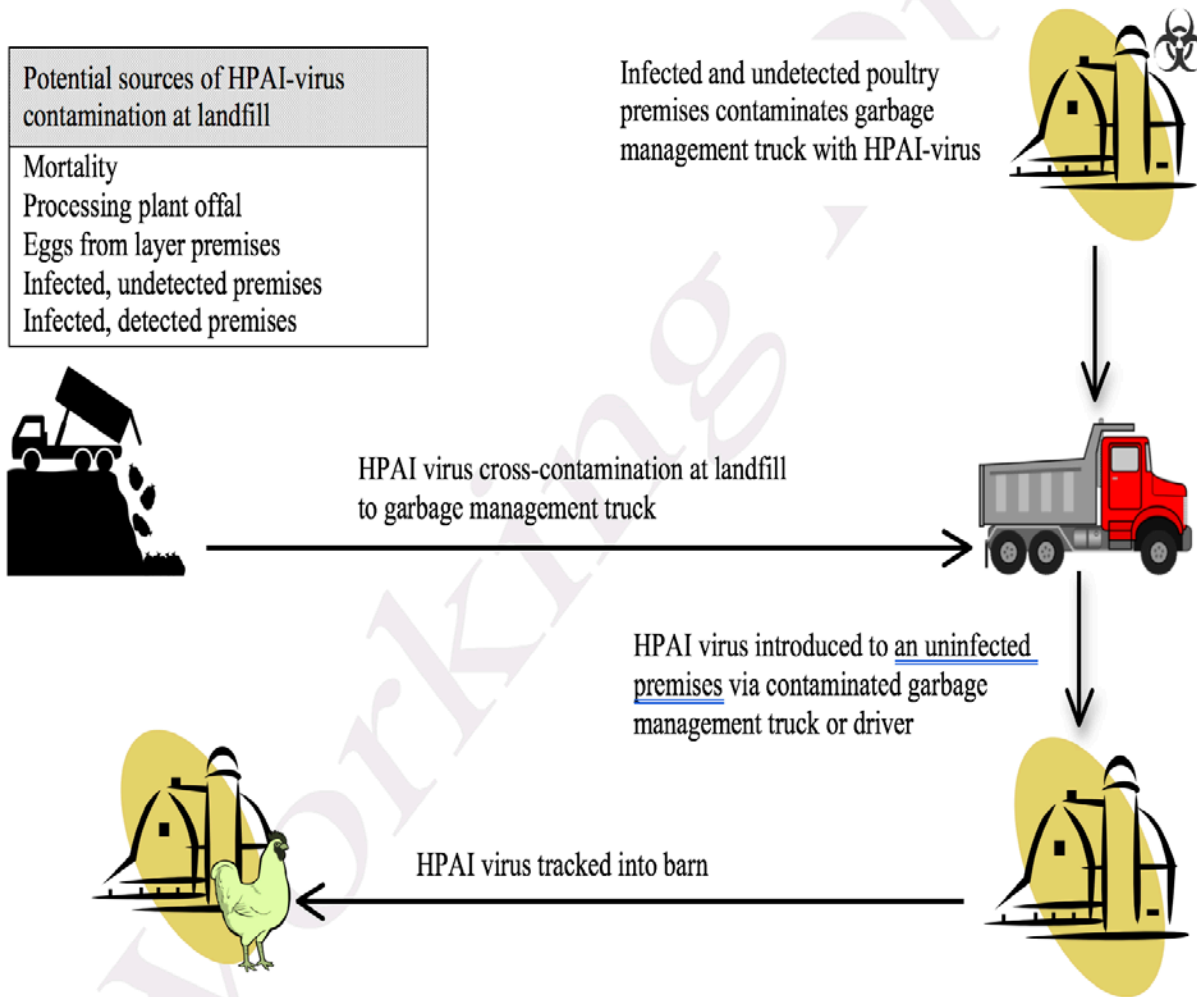 Potential sources of HPAI-virus
contamination at landfill
Mortality
Processing plant offal
Eggs from layer premises
Infected, undetected premises
Infected, detected premises
Infected and undetected poultry
premises contaminates garbage
management truck with HPAI-virus
HPAI virus cross-contamination at landfill
to garbage management truck
HPAI virus introduced to an uninfected
premises via contaminated garbage
management truck or driver
HPAI virus tracked into barn
Working